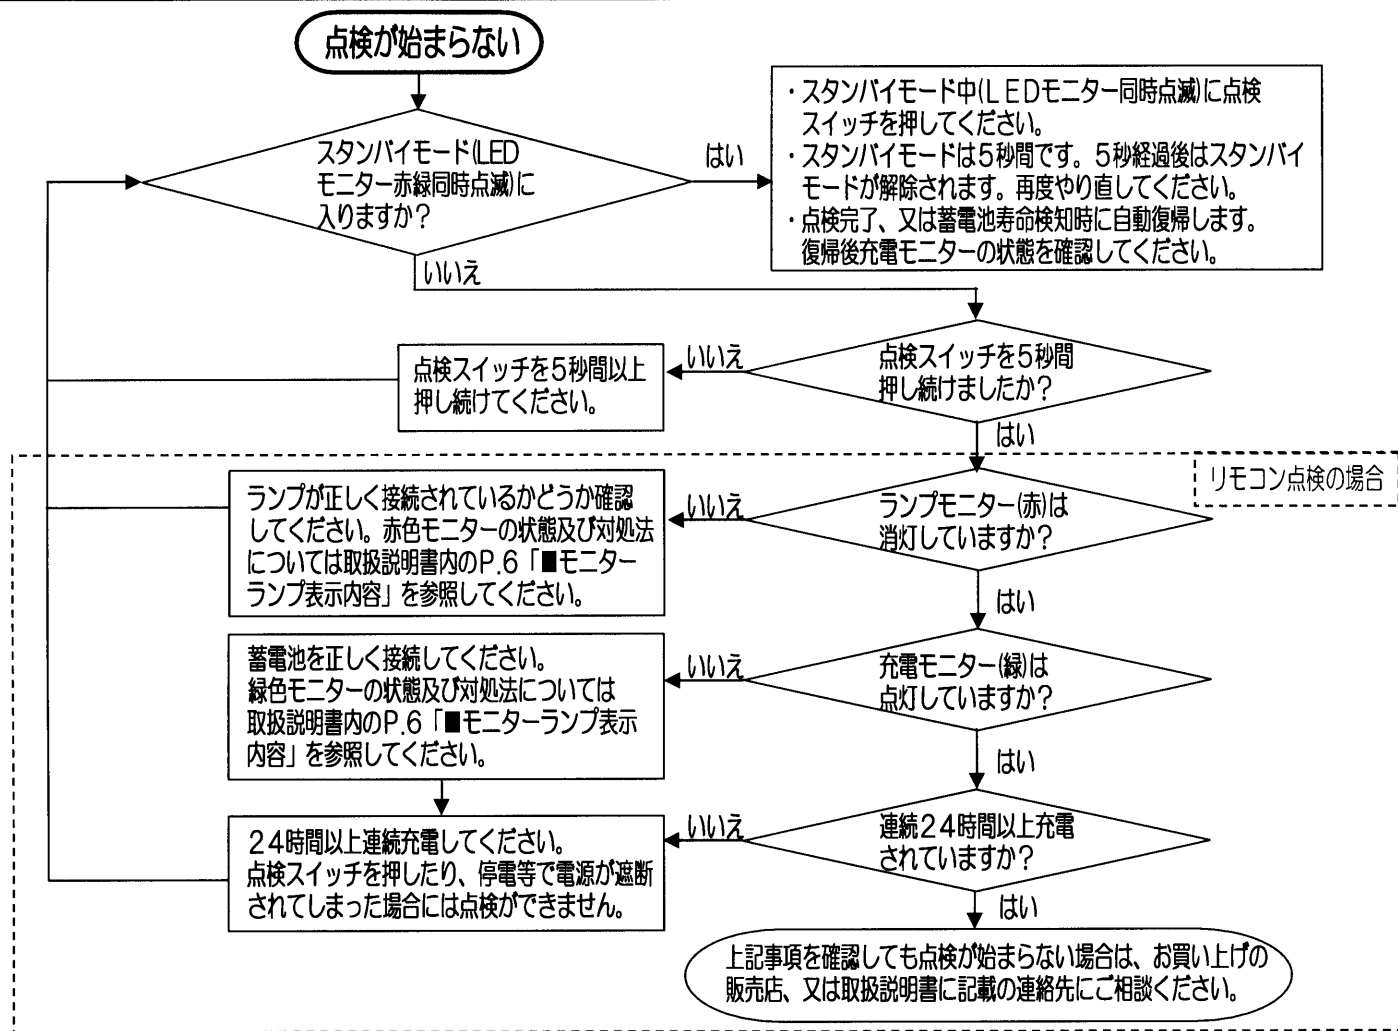 点検が始まらない
スタンバイモード(LED
モニター赤緑同時点滅)に
入りますか？
はい
・スタンバイモード中(ＬＥＤモニター同時点滅)に点検
スイッチを押してください。
・スタンバイモードは５秒間です。５秒経過後はスタンバイ
モードが解除されます。再度やり直してください。
・点検完了、又は蓄電池寿命検知時に自動復帰します。
復帰後充電モニターの状態を確認してください。
いいえ
点検スイッチを５秒間
押し続けましたか？
いいえ
点検スイッチを５秒間以上
押し続けてください。
はい
リモコン点検の場合
ランプモニター(赤)は
消灯していますか？
いいえ
ランプが正しく接続されているかどうか確認
してください。赤色モニターの状態及び対処法
については取扱説明書内のＰ.６「■モニター
ランプ表示内容」を参照してください。
はい
充電モニター(緑)は
点灯していますか？
いいえ
蓄電池を正しく接続してください。
緑色モニターの状態及び対処法については
取扱説明書内のＰ.６「■モニターランプ表示
内容」を参照してください。
はい
連続２４時間以上充電
されていますか？
いいえ
２４時間以上連続充電してください。
点検スイッチを押したり、停電等で電源が遮断
されてしまった場合には点検ができません。
はい
上記事項を確認しても点検が始まらない場合は、お買い上げの
販売店、又は取扱説明書に記載の連絡先にご相談ください。